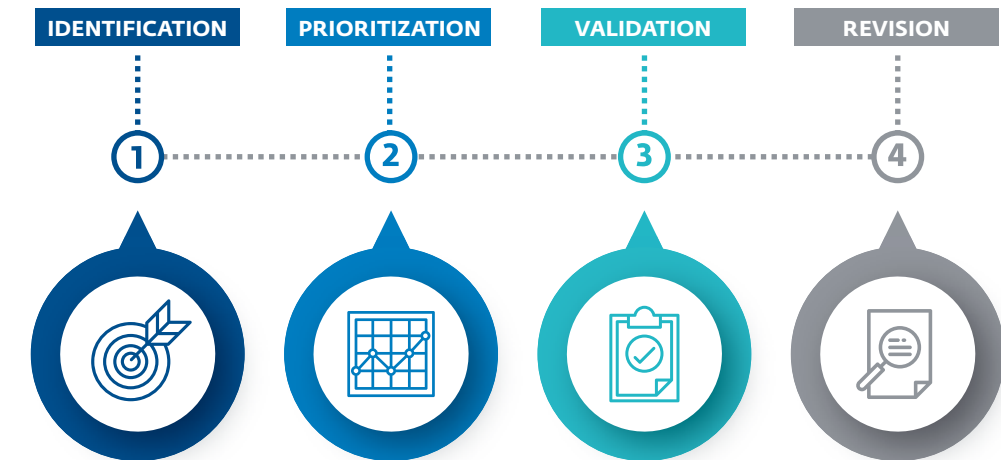 IDENTIFICATION
PRIORITIZATION
VALIDATION
REVISION
1
2
3
4